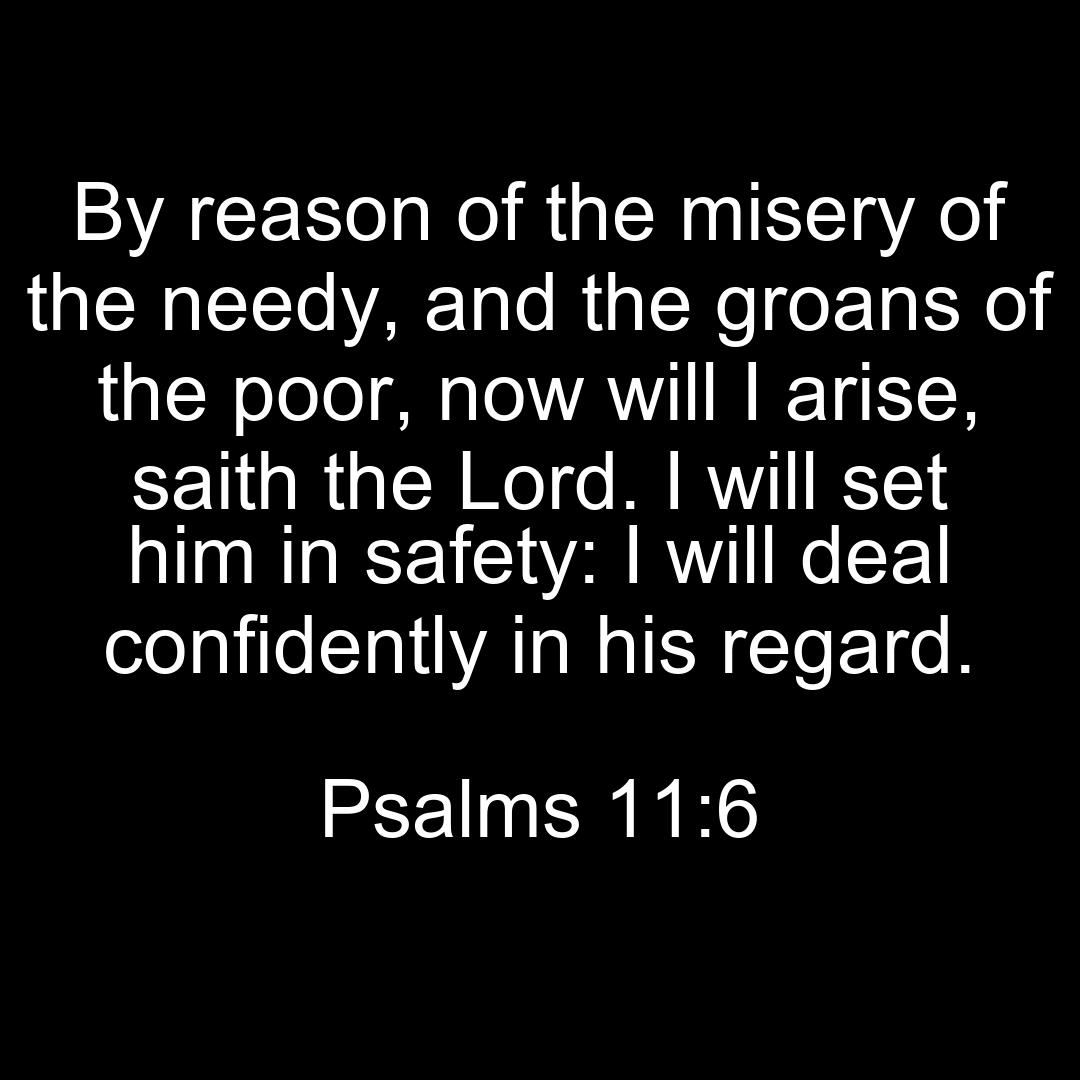 By reason of the misery of
the needy, and the groans of
the poor, now will I arise,
saith the Lord. I will set
him in safety: I will deal
confidently in his regard.
Psalms 11:6